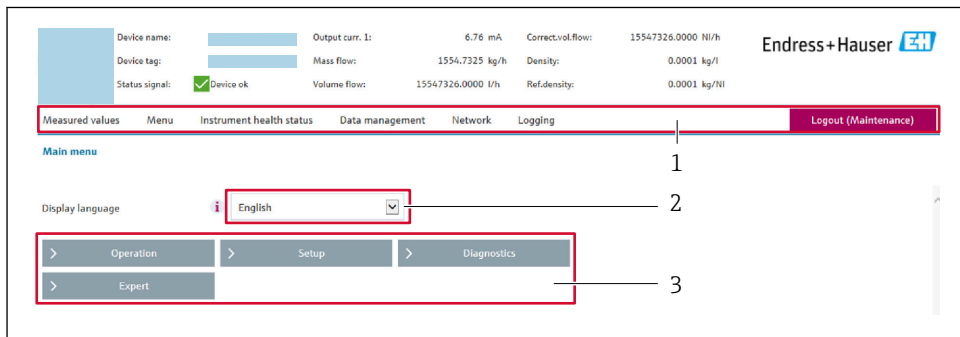 Device name: Output curr. 1: 6.76 mA Correct.vol.flow: 15547326.0000 Nl/h
Endress+Hauser EH
Device tag: Mass flow: 1554.7325 kg/h Density: 0.0001 kg/l
Status signal: Device ok Volume flow: 15547326.0000 l/h Ref.density: 0.0001 kg/Nl
Measured values Menu Instrument health status Data management Network Logging Logout (Maintenance)
1
Main menu
Display language i English 2
> Operation > Setup > Diagnostics
> Expert 3